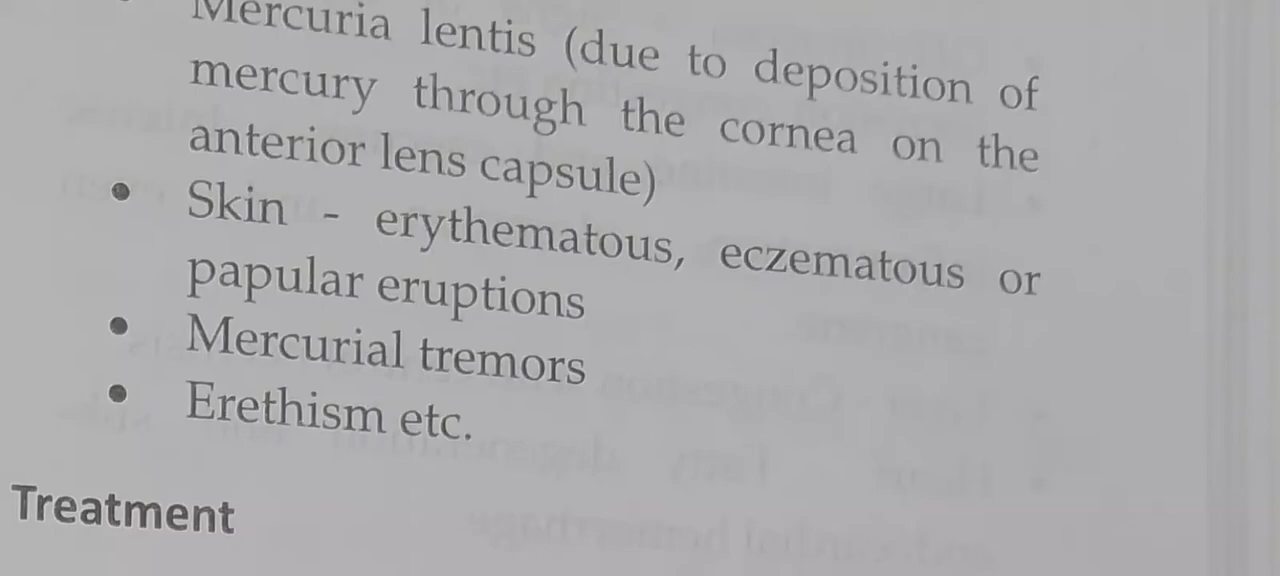 Mercuria lentis (due to deposition of
mercury through the cornea on the
anterior lens capsule)
• Skin - erythematous, eczematous or
papular eruptions
• Mercurial tremors
• Erethism etc.
Treatment